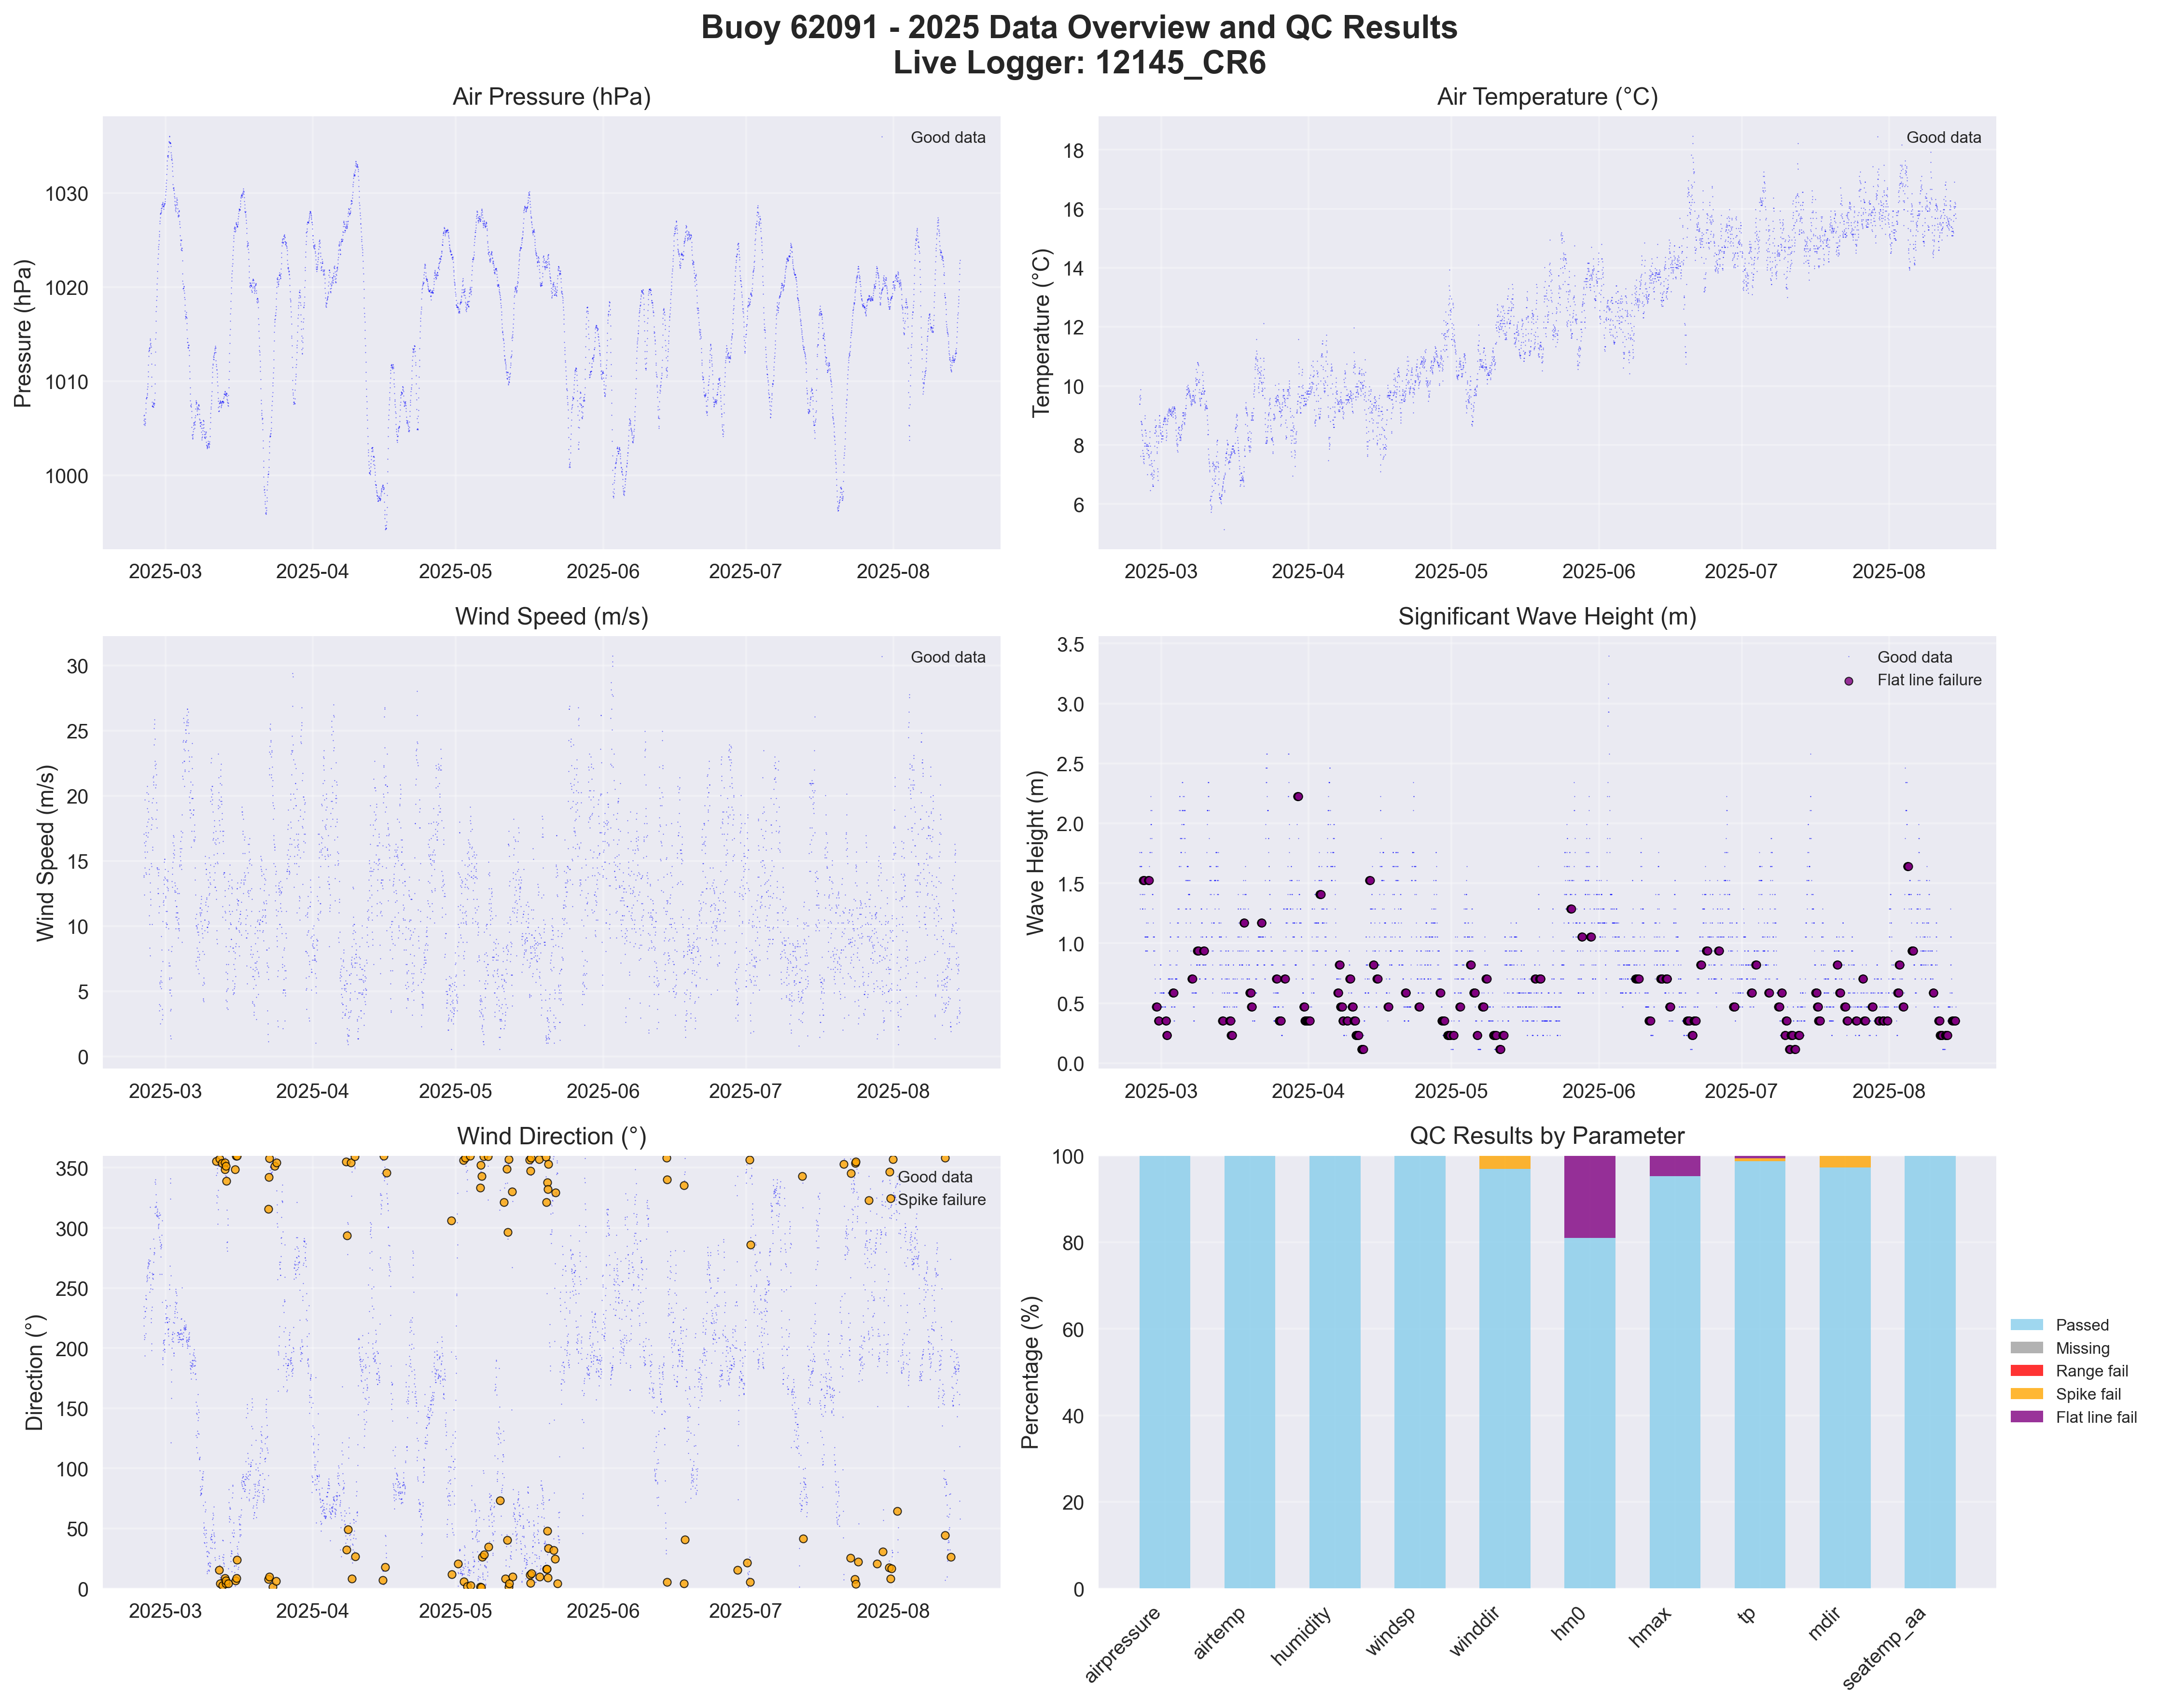 Buoy 62091 - 2025 Data Overview and QC Results
Live Logger: 12145_CR6
Air Pressure (hPa)
Pressure (hPa)
1030
1020
1010
1000
Good data
2025-03 2025-04 2025-05 2025-06 2025-07 2025-08
Air Temperature (°C)
Temperature (°C)
18
16
14
12
10
8
6
Good data
2025-03 2025-04 2025-05 2025-06 2025-07 2025-08
Wind Speed (m/s)
Wind Speed (m/s)
30
25
20
15
10
5
0
Good data
2025-03 2025-04 2025-05 2025-06 2025-07 2025-08
Significant Wave Height (m)
Wave Height (m)
3.5
3.0
2.5
2.0
1.5
1.0
0.5
0.0
Good data
Flat line failure
2025-03 2025-04 2025-05 2025-06 2025-07 2025-08
Wind Direction (°)
Direction (°)
350
300
250
200
150
100
50
0
Good data
Spike failure
2025-03 2025-04 2025-05 2025-06 2025-07 2025-08
QC Results by Parameter
Percentage (%)
100
80
60
40
20
0
airpressure airtemp humidity windsp winddir hm0 hmax tp mdir seatemp_aa
Passed
Missing
Range fail
Spike fail
Flat line fail